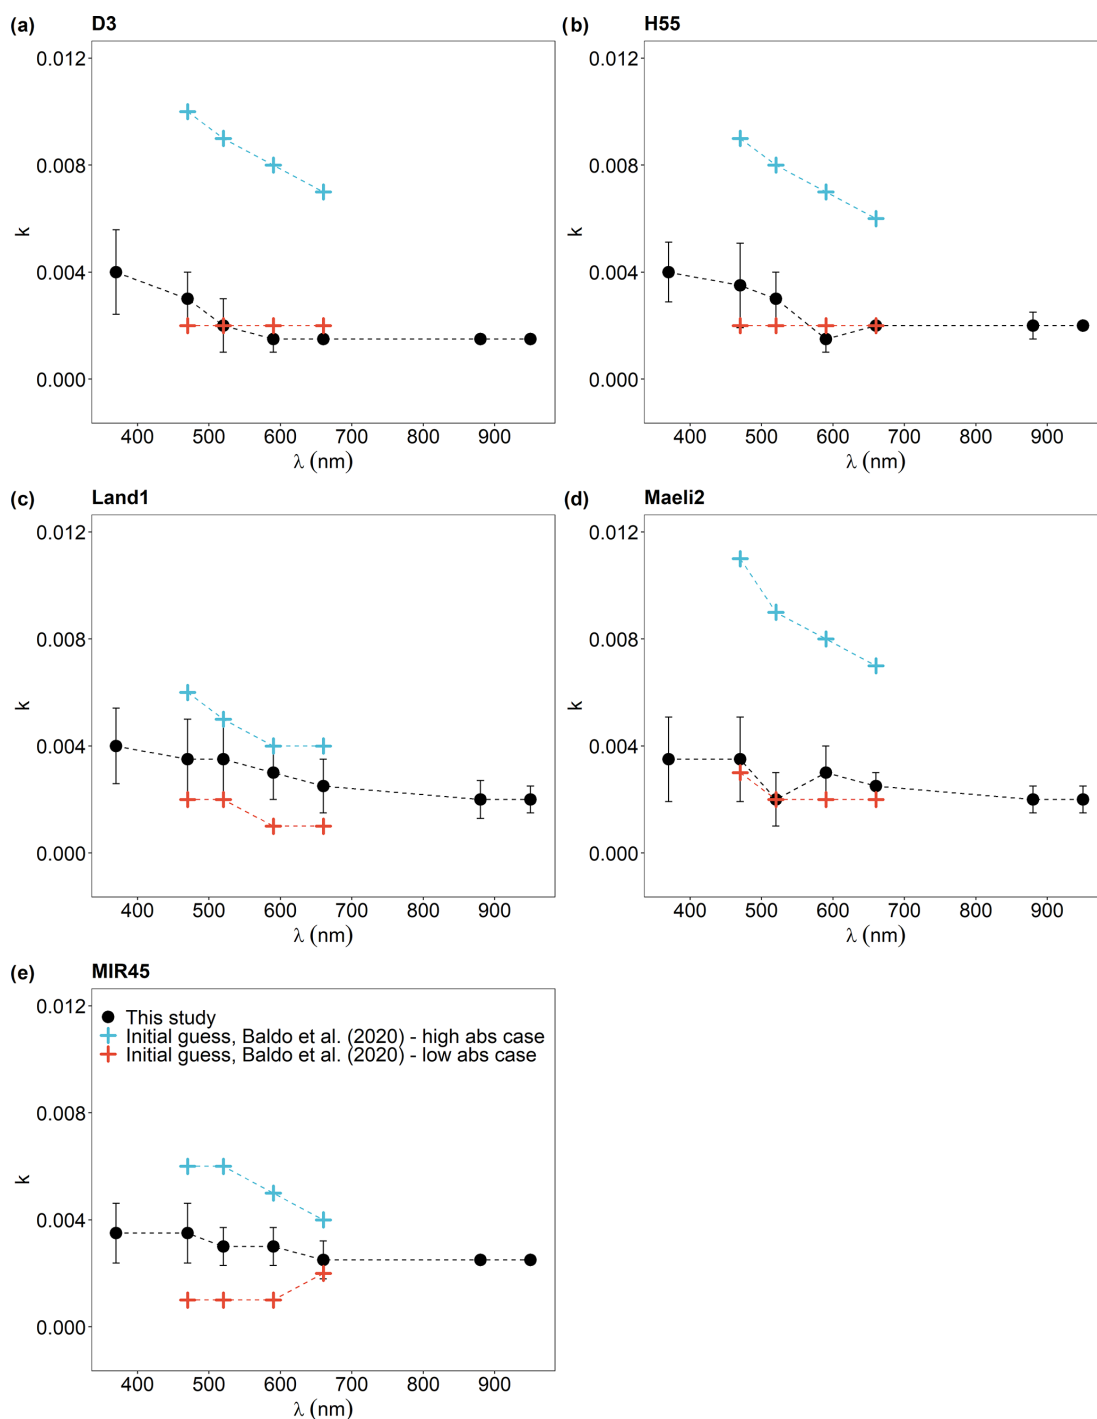 (a) D3
0.012
0.008
0.004
0.000
k
400 500 600 700 800 900
λ (nm)
(b) H55
0.012
0.008
0.004
0.000
k
400 500 600 700 800 900
λ (nm)
(c) Land1
0.012
0.008
0.004
0.000
k
400 500 600 700 800 900
λ (nm)
(d) Maeli2
0.012
0.008
0.004
0.000
k
400 500 600 700 800 900
λ (nm)
(e) MIR45
This study
Initial guess, Baldo et al. (2020) - high abs case
Initial guess, Baldo et al. (2020) - low abs case
0.012
0.008
0.004
0.000
k
400 500 600 700 800 900
λ (nm)